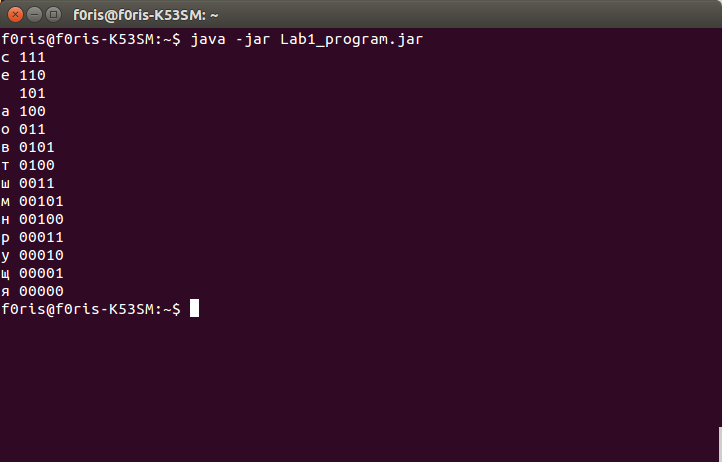 f0ris@f0ris-K53SM: ~
f0ris@f0ris-K53SM:~$ java -jar Lab1_program.jar
с 111
е 110
  101
а 100
о 011
в 0101
т 0100
ш 0011
м 00101
н 00100
р 00011
у 00010
щ 00001
я 00000
f0ris@f0ris-K53SM:~$